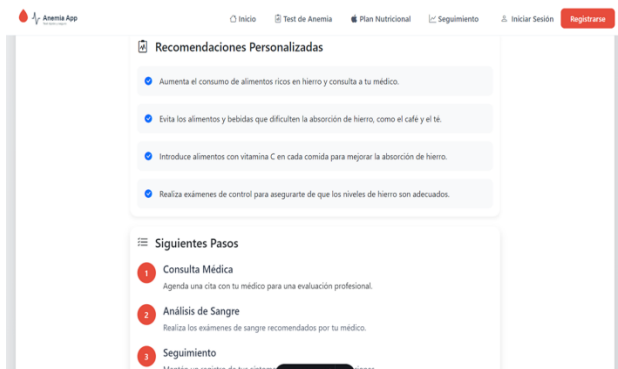 Anemia App
Inicio
Test de Anemia
Plan Nutricional
Seguimiento
Iniciar Sesión
Registrarse
Recomendaciones Personalizadas
Aumenta el consumo de alimentos ricos en hierro y consulta a tu médico.
Evita los alimentos y bebidas que dificulten la absorción de hierro, como el café y el té.
Introduce alimentos con vitamina C en cada comida para mejorar la absorción de hierro.
Realiza exámenes de control para asegurarte de que los niveles de hierro son adecuados.
Siguientes Pasos
1 Consulta Médica
Agenda una cita con tu médico para una evaluación profesional.
2 Análisis de Sangre
Realiza los exámenes de sangre recomendados por tu médico.
3 Seguimiento